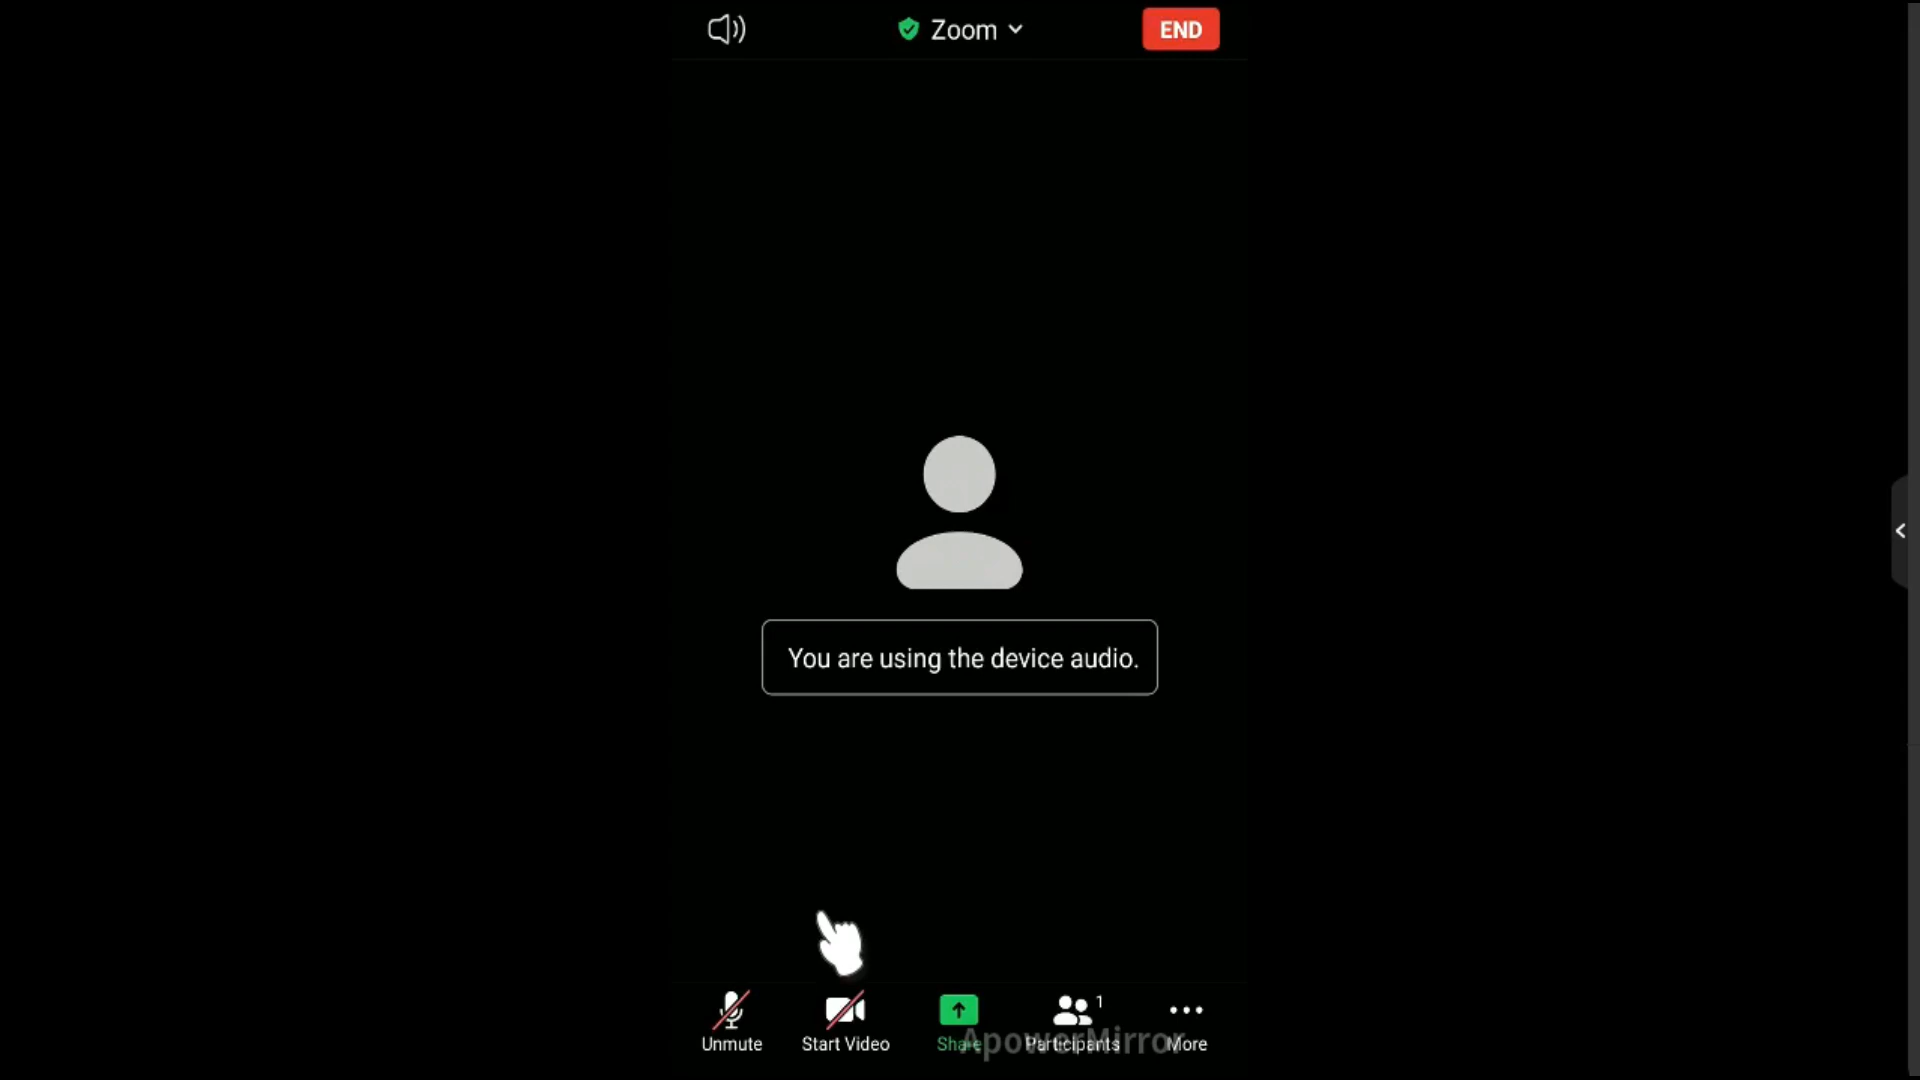 Zoom
END
You are using the device audio.
1
Unmute
Start Video
Share
Participants
More
ApowerMirror